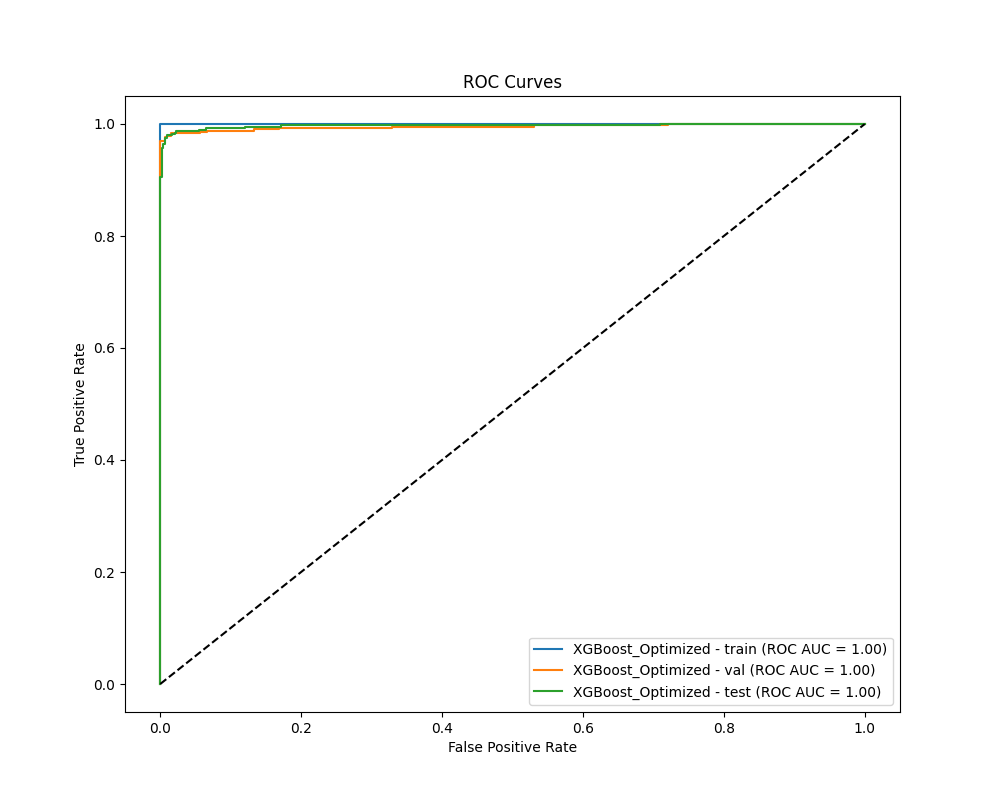 ROC Curves
1.0
0.8
0.6
0.4
0.2
0.0
True Positive Rate
XGBoost_Optimized - train (ROC AUC = 1.00)
XGBoost_Optimized - val (ROC AUC = 1.00)
XGBoost_Optimized - test (ROC AUC = 1.00)
0.0 0.2 0.4 0.6 0.8 1.0
False Positive Rate